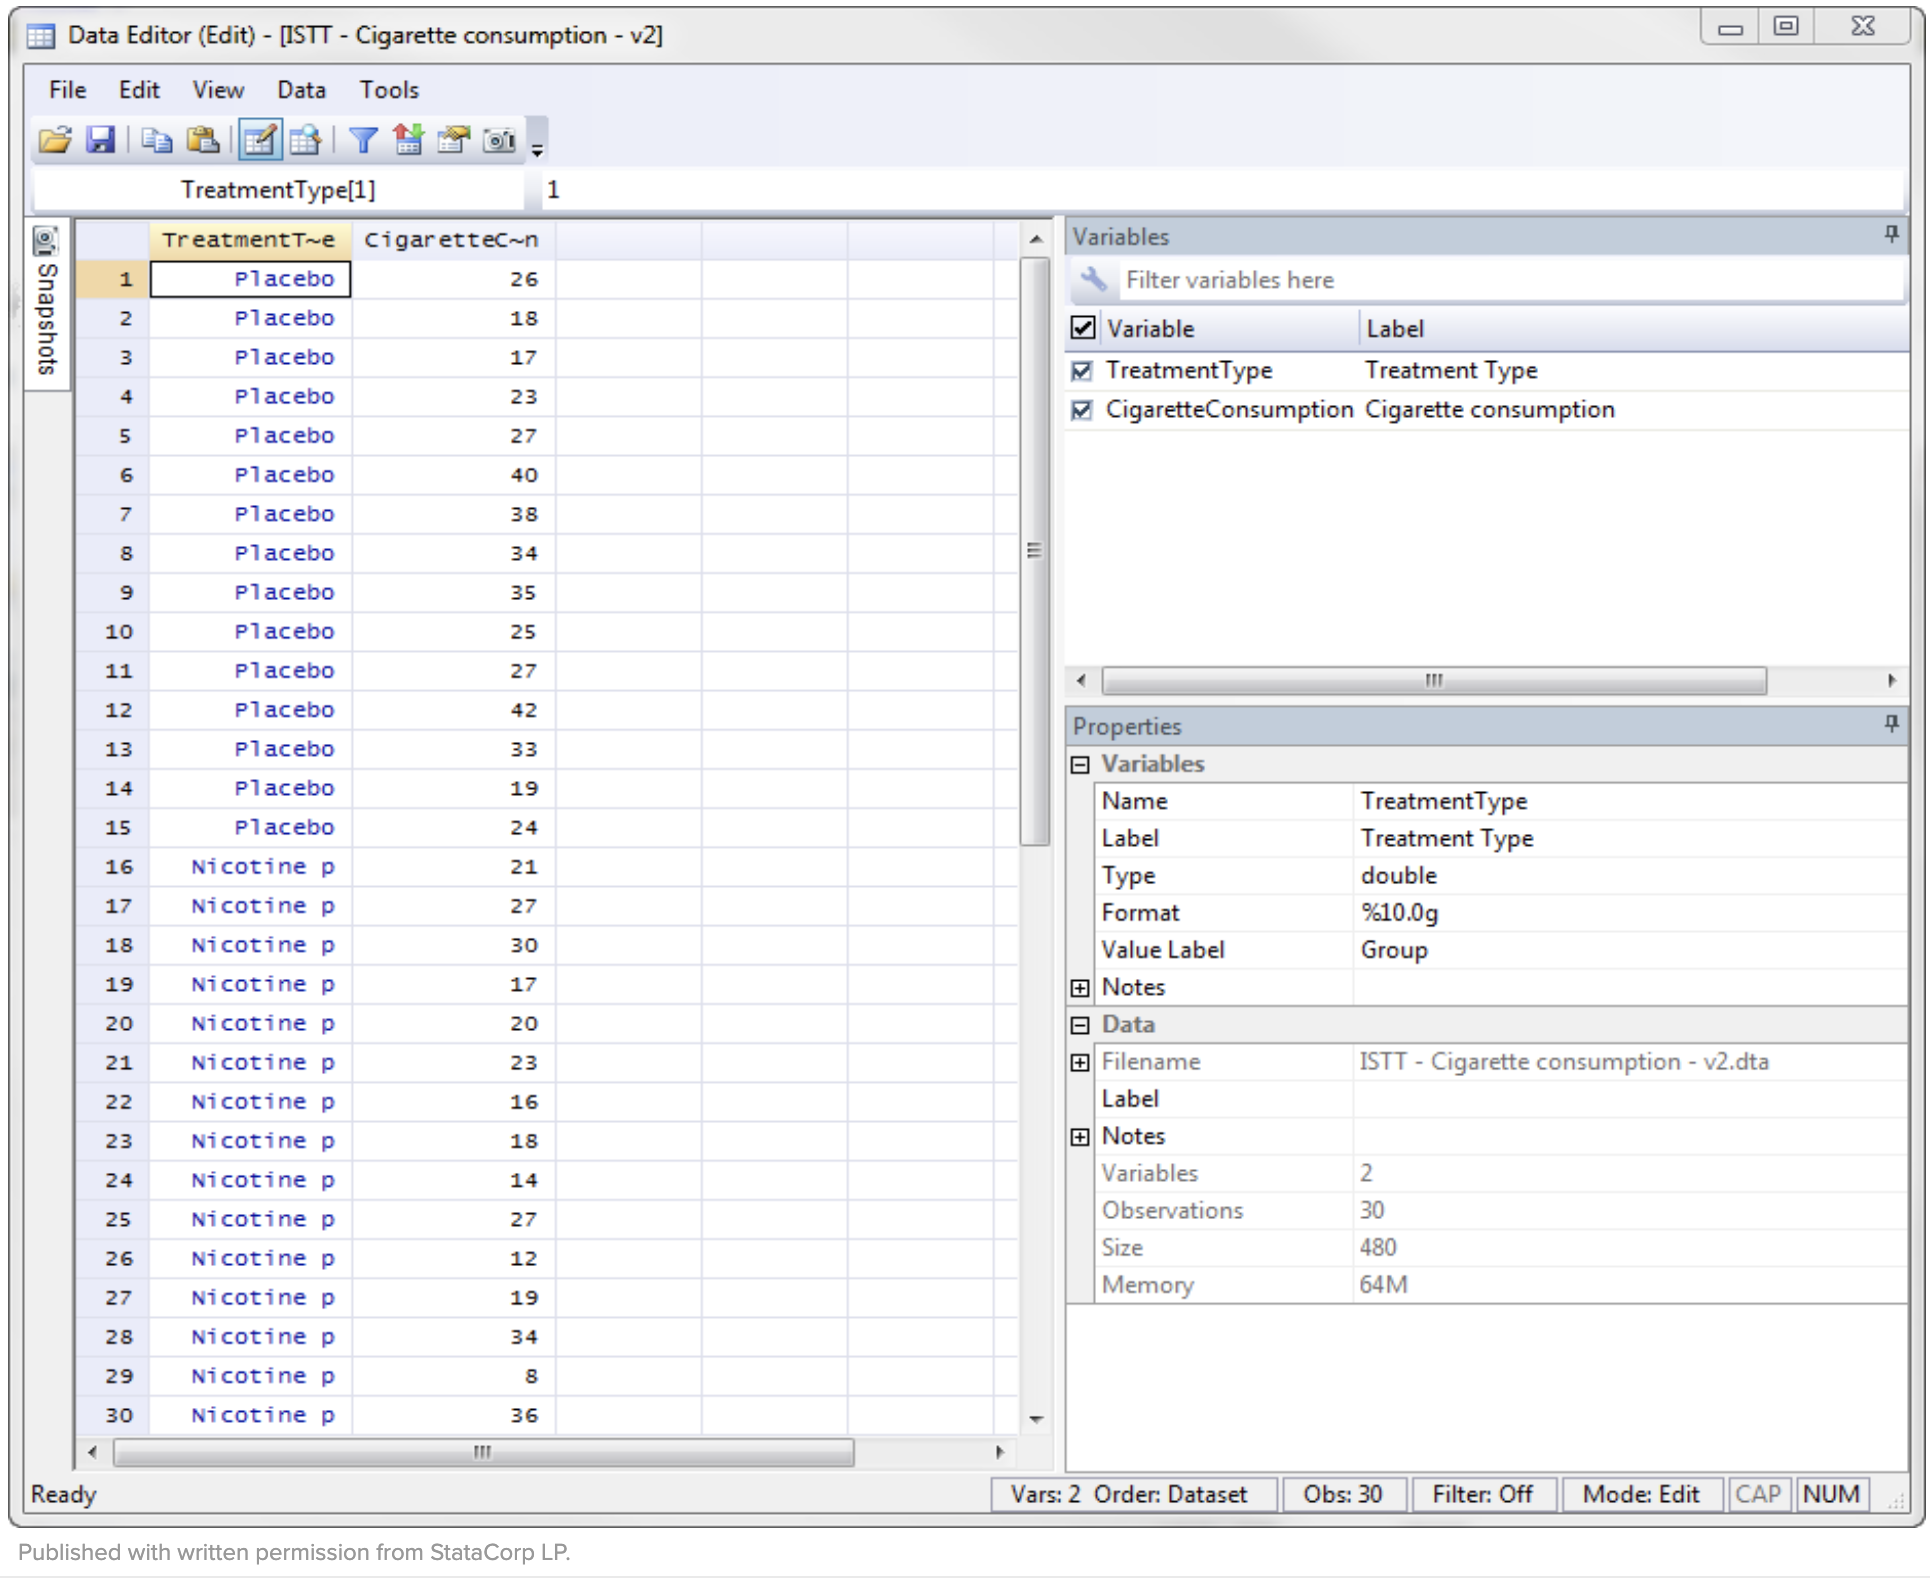 Data Editor (Edit) - [ISTT - Cigarette consumption - v2]
File Edit View Data Tools
TreatmentType[1] 1
Snapshots
TreatmentT~e CigaretteC~n
1 Placebo 26
2 Placebo 18
3 Placebo 17
4 Placebo 23
5 Placebo 27
6 Placebo 40
7 Placebo 38
8 Placebo 34
9 Placebo 35
10 Placebo 25
11 Placebo 27
12 Placebo 42
13 Placebo 33
14 Placebo 19
15 Placebo 24
16 Nicotine p 21
17 Nicotine p 27
18 Nicotine p 30
19 Nicotine p 17
20 Nicotine p 20
21 Nicotine p 23
22 Nicotine p 16
23 Nicotine p 18
24 Nicotine p 14
25 Nicotine p 27
26 Nicotine p 12
27 Nicotine p 19
28 Nicotine p 34
29 Nicotine p 8
30 Nicotine p 36
Variables
Filter variables here
Variable Label
TreatmentType Treatment Type
CigaretteConsumption Cigarette consumption
Properties
Variables
Name TreatmentType
Label Treatment Type
Type double
Format %10.0g
Value Label Group
Notes
Data
Filename ISTT - Cigarette consumption - v2.dta
Label
Notes
Variables 2
Observations 30
Size 480
Memory 64M
Ready Vars: 2 Order: Dataset Obs: 30 Filter: Off Mode: Edit CAP NUM
Published with written permission from StataCorp LP.